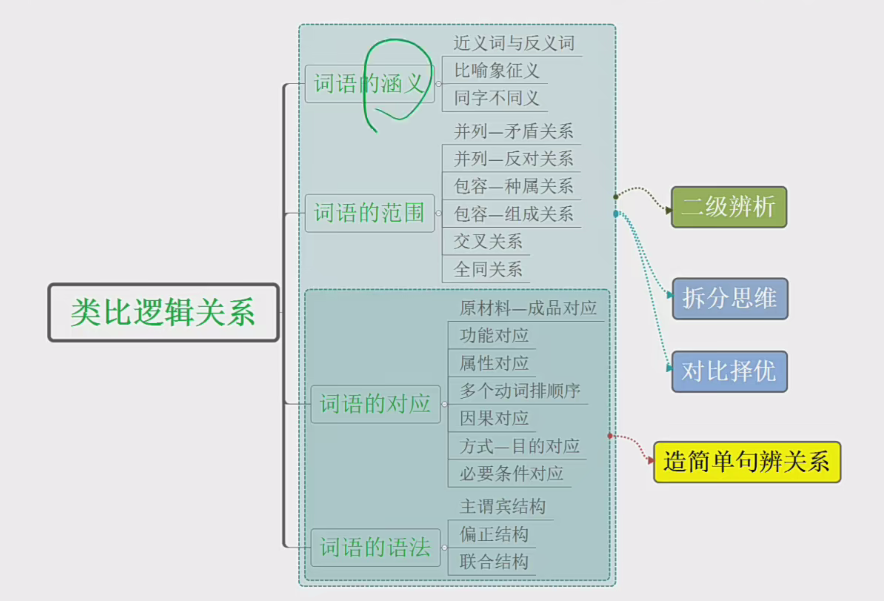 类比逻辑关系
词语的涵义
近义词与反义词
比喻象征义
同字不同义
词语的范围
并列—矛盾关系
并列—反对关系
包容—种属关系
包容—组成关系
交叉关系
全同关系
词语的对应
原材料—成品对应
功能对应
属性对应
多个动词排顺序
因果对应
方式—目的对应
必要条件对应
词语的语法
主谓宾结构
偏正结构
联合结构
二级辨析
拆分思维
对比择优
造简单句辨关系